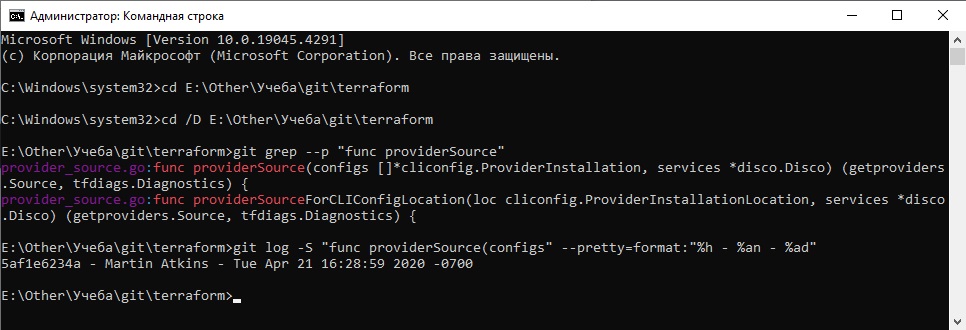 Администратор: Командная строка
Microsoft Windows [Version 10.0.19045.4291]
(c) Корпорация Майкрософт (Microsoft Corporation). Все права защищены.
C:\Windows\system32>cd E:\Other\Учеба\git\terraform
C:\Windows\system32>cd /D E:\Other\Учеба\git\terraform
E:\Other\Учеба\git\terraform>git grep --p "func providerSource"
provider_source.go:func providerSource(configs []*cliconfig.ProviderInstallation, services *disco.Disco) (getproviders
.Source, tfdiags.Diagnostics) {
provider_source.go:func providerSourceForCLIConfigLocation(loc cliconfig.ProviderInstallationLocation, services *disco
.Disco) (getproviders.Source, tfdiags.Diagnostics) {
E:\Other\Учеба\git\terraform>git log -S "func providerSource(configs" --pretty=format:"%h - %an - %ad"
5af1e6234a - Martin Atkins - Tue Apr 21 16:28:59 2020 -0700
E:\Other\Учеба\git\terraform>